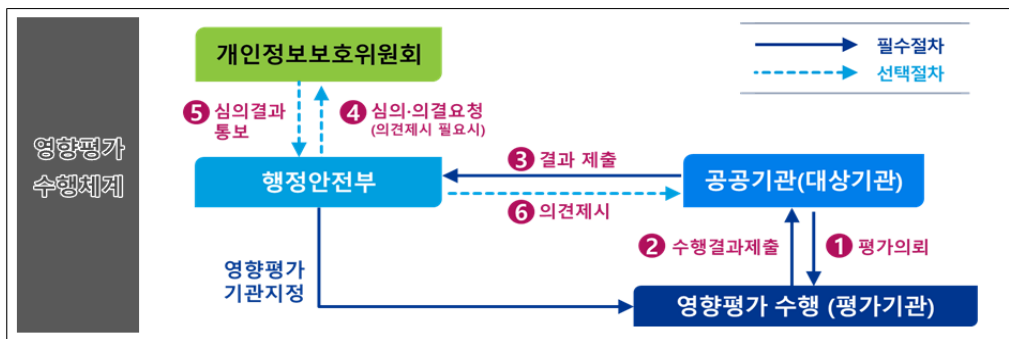 영향평가
수행체계
개인정보보호위원회
필수절차
선택절차
5 심의결과
통보
4 심의·의결요청
(의견제시 필요시)
3 결과 제출
행정안전부
공공기관(대상기관)
6 의견제시
2 수행결과제출
1 평가의뢰
영향평가
기관지정
영향평가 수행 (평가기관)